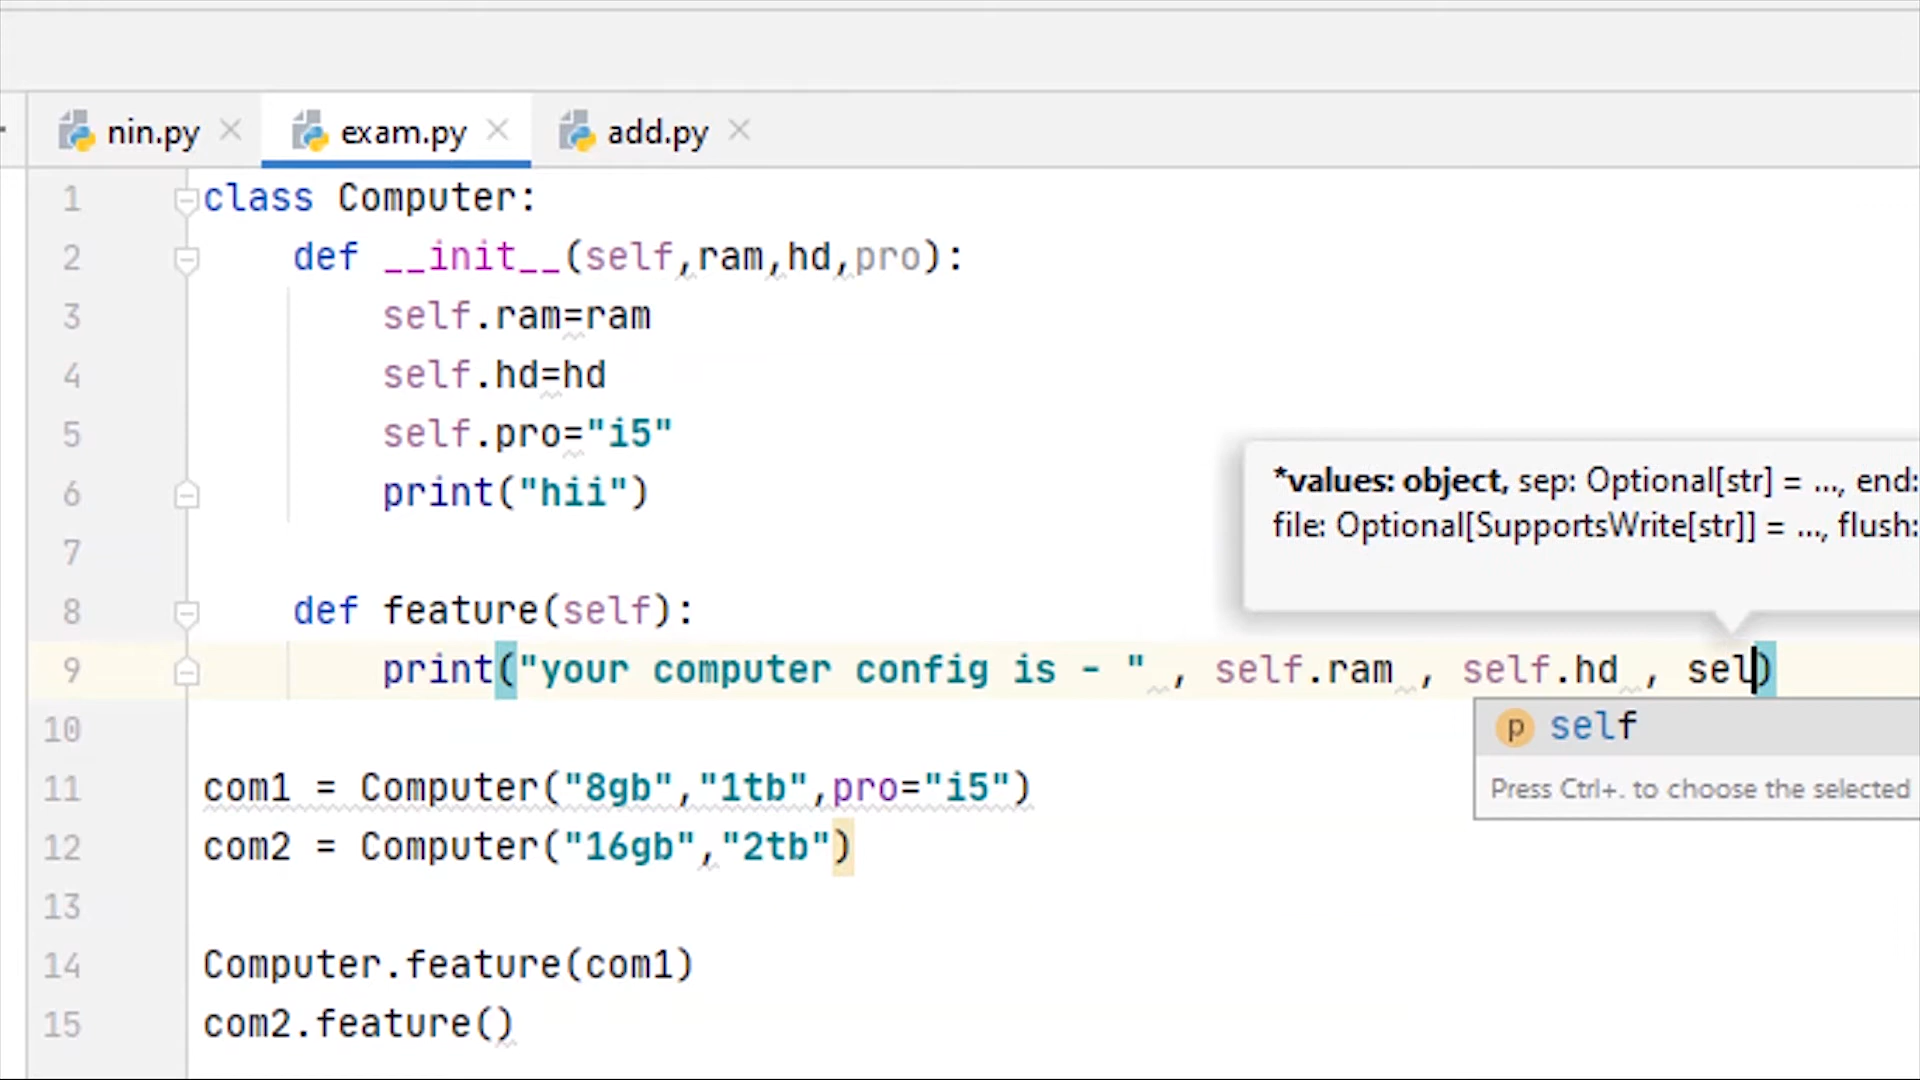 nin.py exam.py add.py
1 class Computer:
2 def __init__(self,ram,hd,pro):
3 self.ram=ram
4 self.hd=hd
5 self.pro="i5"
6 print("hii")
7
8 def feature(self):
9 print("your computer config is - " , self.ram , self.hd , sel)
10
11 com1 = Computer("8gb","1tb",pro="i5")
12 com2 = Computer("16gb","2tb")
13
14 Computer.feature(com1)
15 com2.feature()
*values: object, sep: Optional[str] = ..., end:
file: Optional[SupportsWrite[str]] = ..., flush:
p self
Press Ctrl+. to choose the selected